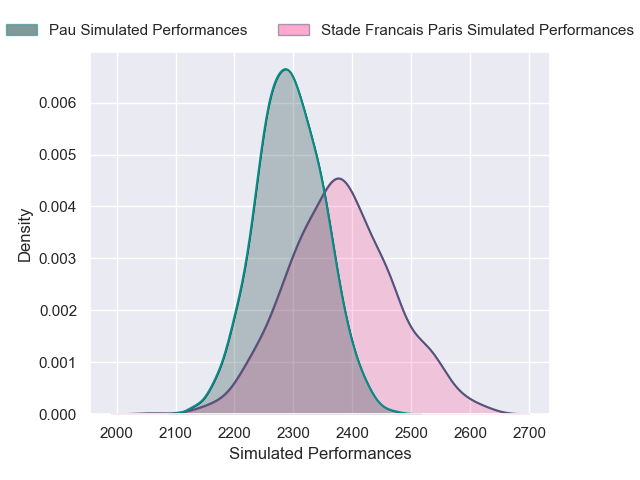 Pau Simulated Performances
Stade Francais Paris Simulated Performances
Density
0.006
0.005
0.004
0.003
0.002
0.001
0.000
2000 2100 2200 2300 2400 2500 2600 2700
Simulated Performances